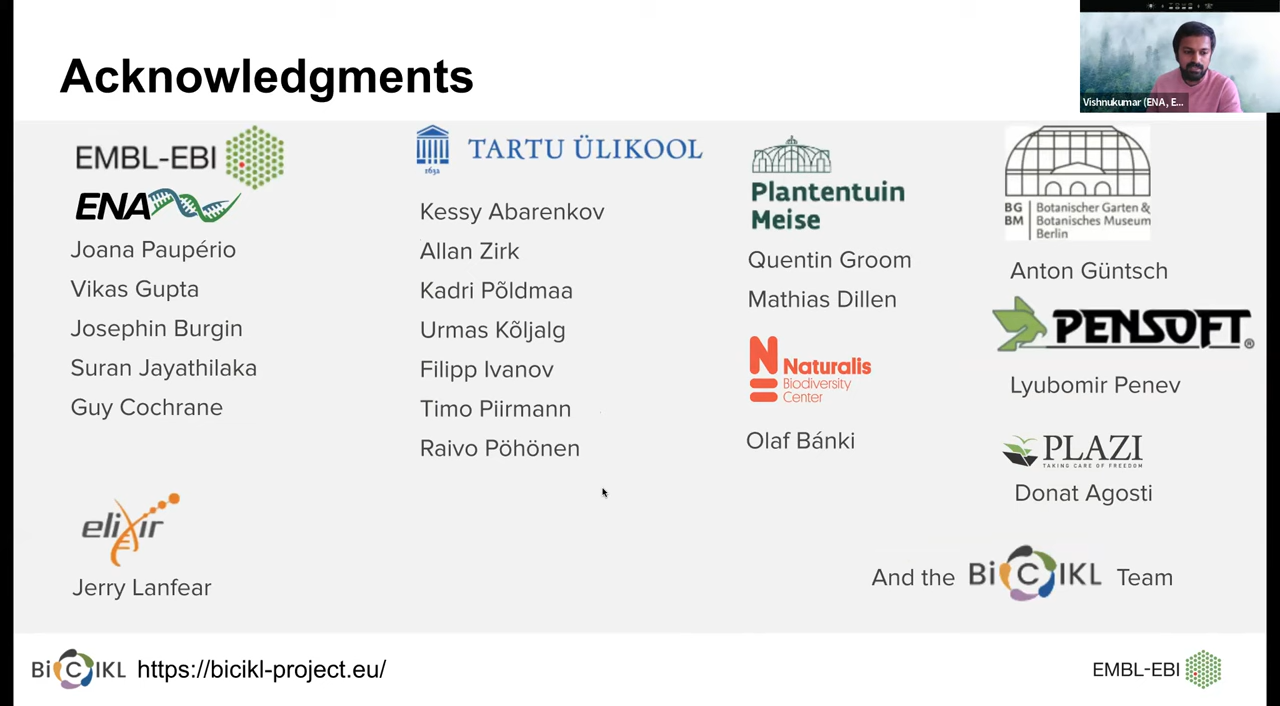 Acknowledgments
Vishnukumar (ENA, E...
EMBL-EBI
ENA
Joana Paupério
Vikas Gupta
Josephin Burgin
Suran Jayathilaka
Guy Cochrane
elixir
Jerry Lanfear
1632
TARTU ÜLIKOOL
Kessy Abarenkov
Allan Zirk
Kadri Põldmaa
Urmas Kõljalg
Filipp Ivanov
Timo Piirmann
Raivo Pöhönen
Plantentuin
Meise
Quentin Groom
Mathias Dillen
Naturalis
Biodiversity
Center
Olaf Bánki
BG Botanischer Garten &
BM Botanisches Museum
Berlin
Anton Güntsch
PENSOFT®
Lyubomir Penev
PLAZI
TAKING CARE OF FREEDOM
Donat Agosti
And the BiCIKL Team
BiCIKL https://bicikl-project.eu/
EMBL-EBI